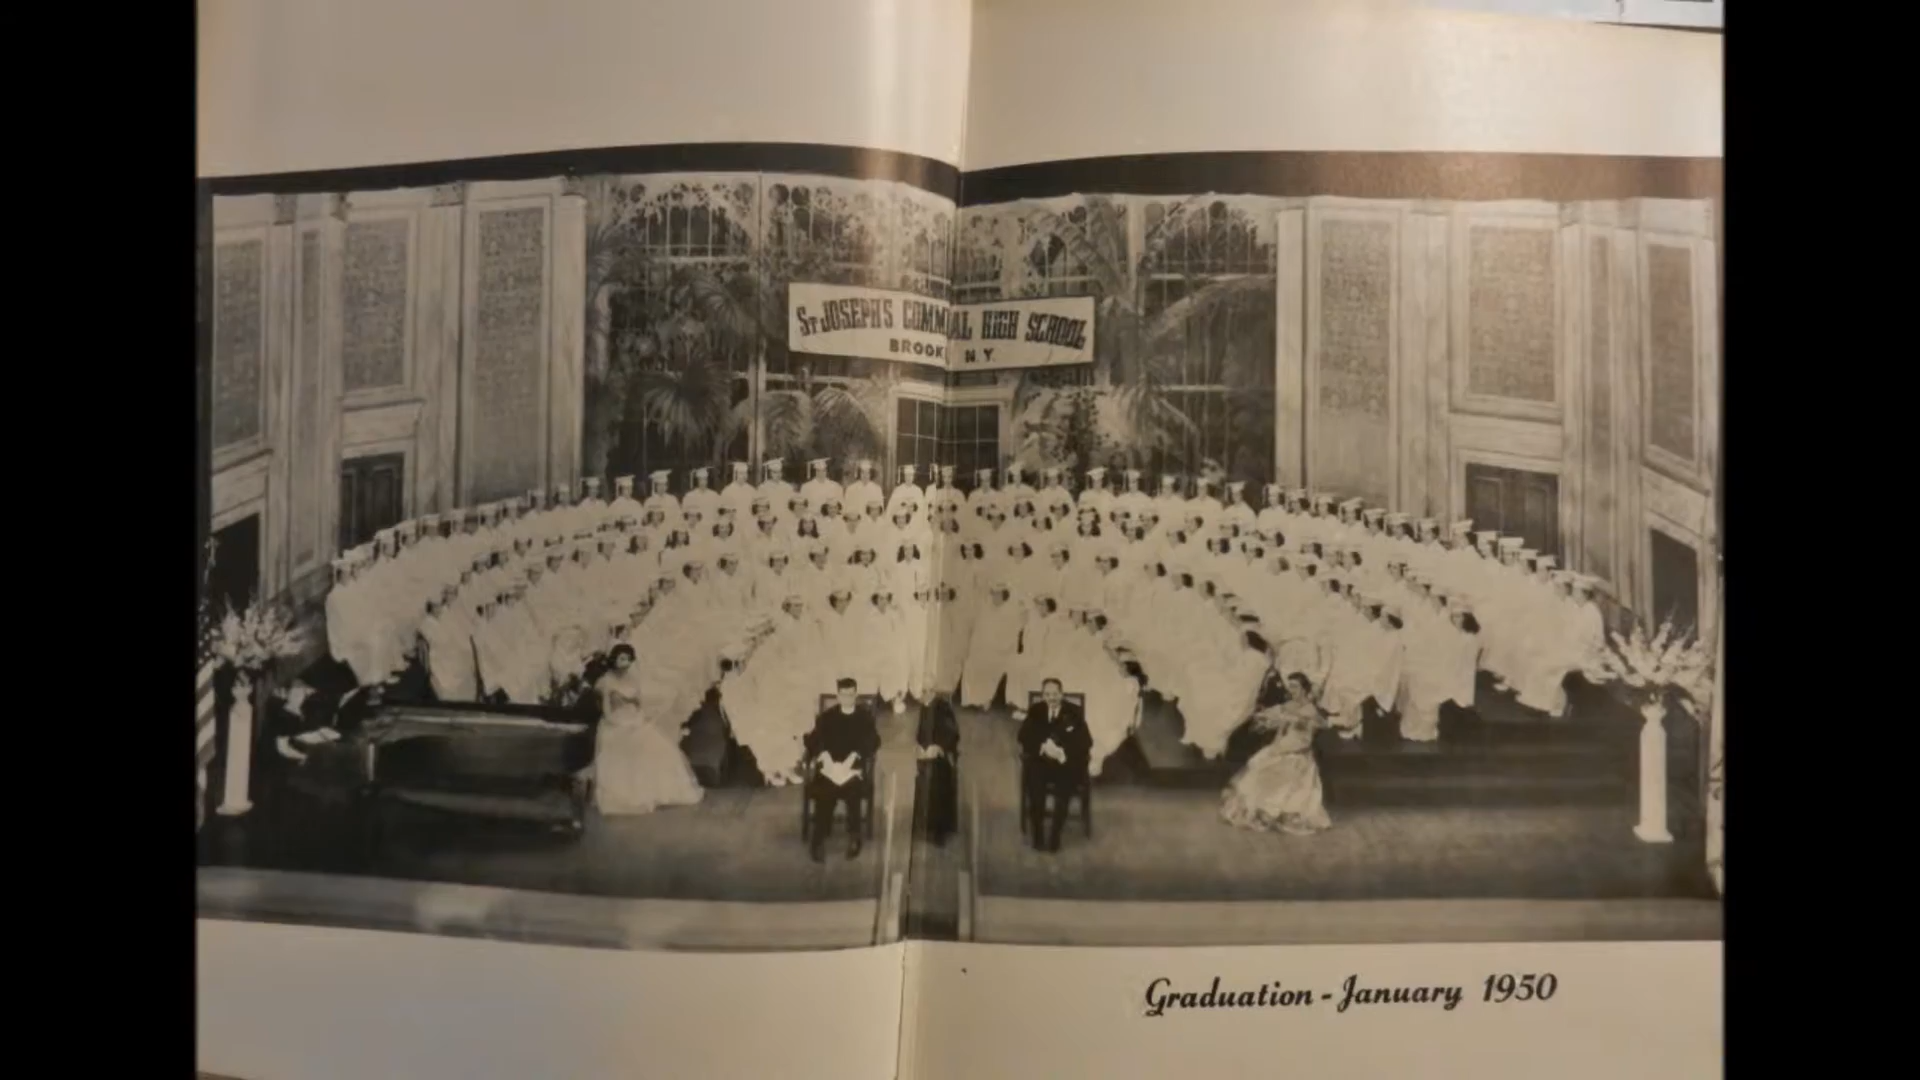 St JOSEPH'S COMM AL HIGH SCHOOL
BROOK N.Y.
Graduation - January 1950